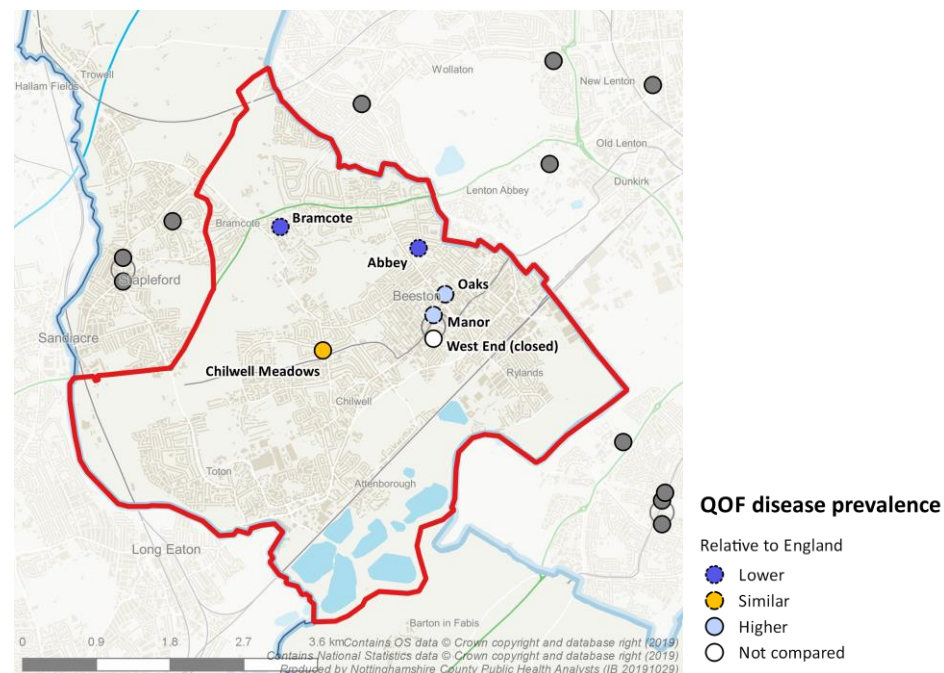 Trowell
Hallam Fields
Wollaton
New Lenton
Old Lenton
Dunkirk
Lenton Abbey
Bramcote
Bramcote
Abbey
Stapleford
Oaks
Beeston
Manor
Sandiacre
West End (closed)
Chilwell Meadows
Rylands
Chilwell
Toton
Attenborough
Long Eaton
Barton in Fabis
0 0.9 1.8 2.7 3.6 km
Contains OS data © Crown copyright and database right (2019)
Contains National Statistics data © Crown copyright and database right (2019)
Produced by Nottinghamshire County Public Health Analysts (IB 20191029)
QOF disease prevalence
Relative to England
Lower
Similar
Higher
Not compared